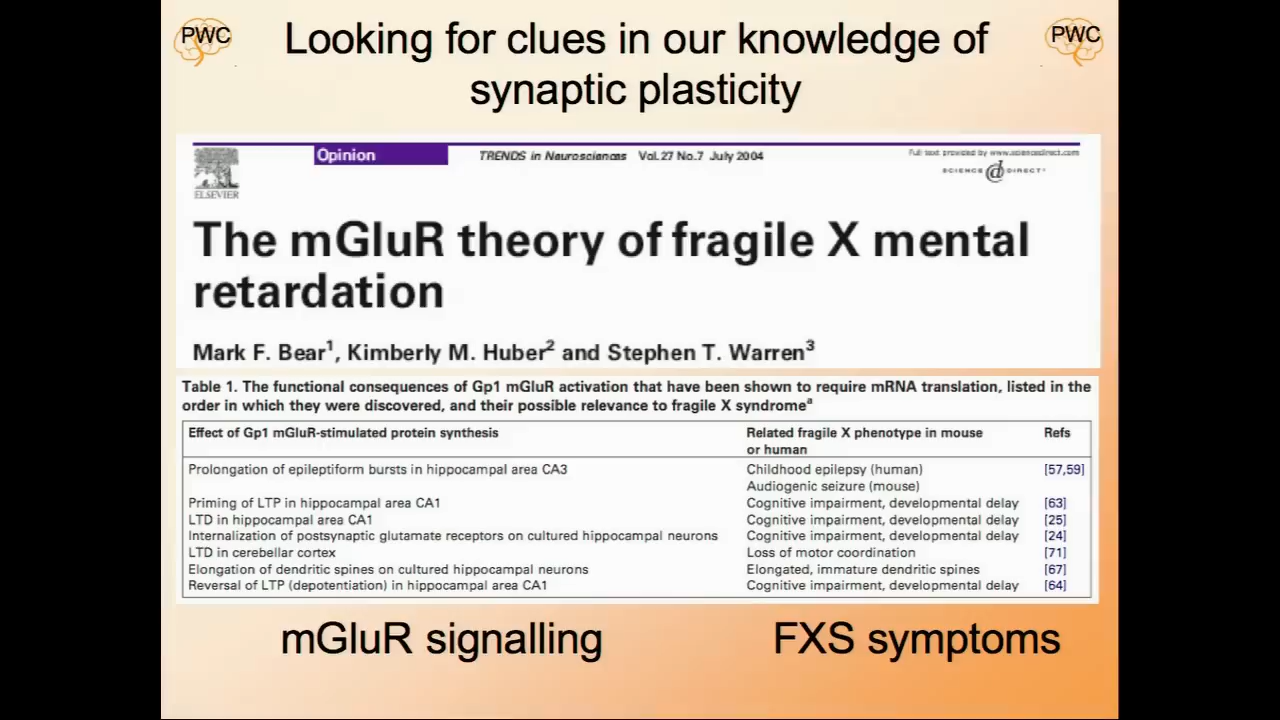 PWC
Looking for clues in our knowledge of
synaptic plasticity
PWC
ELSEVIER
Opinion
TRENDS in Neurosciences Vol.27 No.7 July 2004
Full text provided by www.sciencedirect.com
SCIENCE @ DIRECT•
The mGluR theory of fragile X mental
retardation
Mark F. Bear1, Kimberly M. Huber2 and Stephen T. Warren3
Table 1. The functional consequences of Gp1 mGluR activation that have been shown to require mRNA translation, listed in the
order in which they were discovered, and their possible relevance to fragile X syndromea
Effect of Gp1 mGluR-stimulated protein synthesis Related fragile X phenotype in mouse Refs
or human
Prolongation of epileptiform bursts in hippocampal area CA3 Childhood epilepsy (human) [57,59]
Audiogenic seizure (mouse)
Priming of LTP in hippocampal area CA1 Cognitive impairment, developmental delay [63]
LTD in hippocampal area CA1 Cognitive impairment, developmental delay [25]
Internalization of postsynaptic glutamate receptors on cultured hippocampal neurons Cognitive impairment, developmental delay [24]
LTD in cerebellar cortex Loss of motor coordination [71]
Elongation of dendritic spines on cultured hippocampal neurons Elongated, immature dendritic spines [67]
Reversal of LTP (depotentiation) in hippocampal area CA1 Cognitive impairment, developmental delay [64]
mGluR signalling FXS symptoms